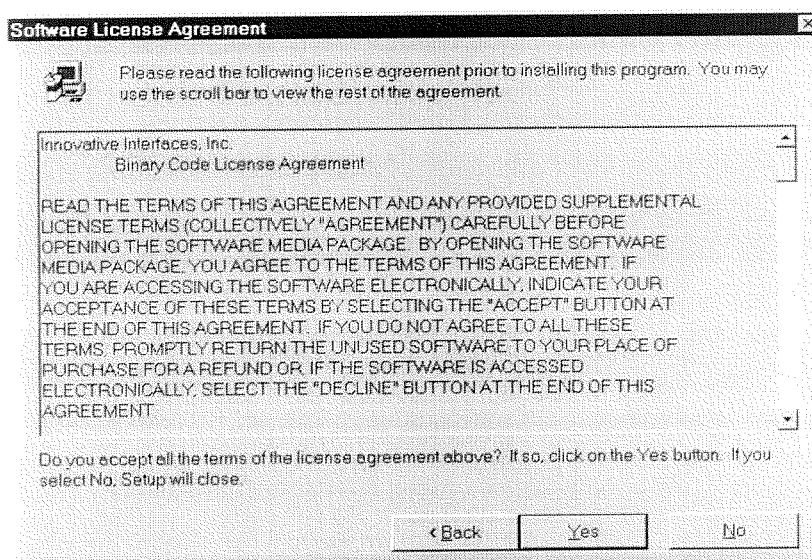 Software License Agreement
Please read the following license agreement prior to installing this program. You may
use the scroll bar to view the rest of the agreement.
Innovative Interfaces, Inc.
Binary Code License Agreement
READ THE TERMS OF THIS AGREEMENT AND ANY PROVIDED SUPPLEMENTAL
LICENSE TERMS (COLLECTIVELY "AGREEMENT") CAREFULLY BEFORE
OPENING THE SOFTWARE MEDIA PACKAGE. BY OPENING THE SOFTWARE
MEDIA PACKAGE, YOU AGREE TO THE TERMS OF THIS AGREEMENT. IF
YOU ARE ACCESSING THE SOFTWARE ELECTRONICALLY, INDICATE YOUR
ACCEPTANCE OF THESE TERMS BY SELECTING THE "ACCEPT" BUTTON AT
THE END OF THIS AGREEMENT. IF YOU DO NOT AGREE TO ALL THESE
TERMS, PROMPTLY RETURN THE UNUSED SOFTWARE TO YOUR PLACE OF
PURCHASE FOR A REFUND OR, IF THE SOFTWARE IS ACCESSED
ELECTRONICALLY, SELECT THE "DECLINE" BUTTON AT THE END OF THIS
AGREEMENT.
Do you accept all the terms of the license agreement above? If so, click on the Yes button. If you
select No, Setup will close.
< Back Yes No